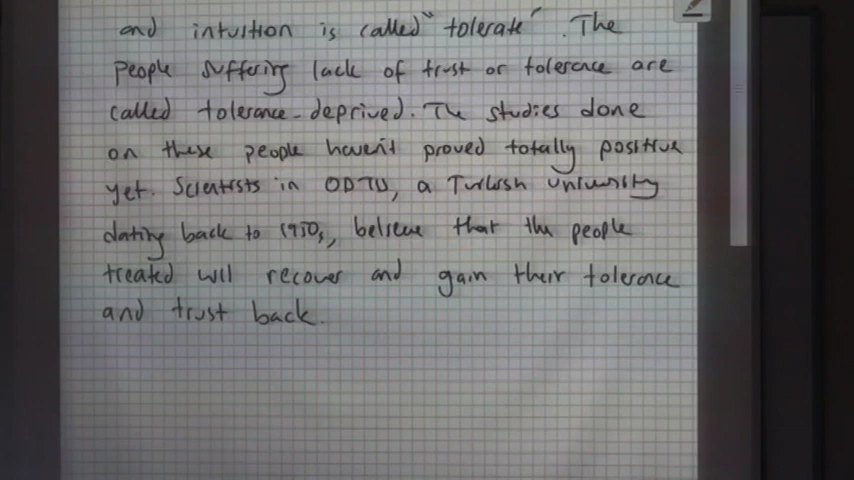 and intuition is called "tolerate". The
people suffering lack of trust or tolerance are
called tolerance-deprived. The studies done
on these people haven't proved totally positive
yet. Scientists in ODTÜ, a Turkish university
dating back to 1950s, believe that the people
treated will recover and gain their tolerance
and trust back.